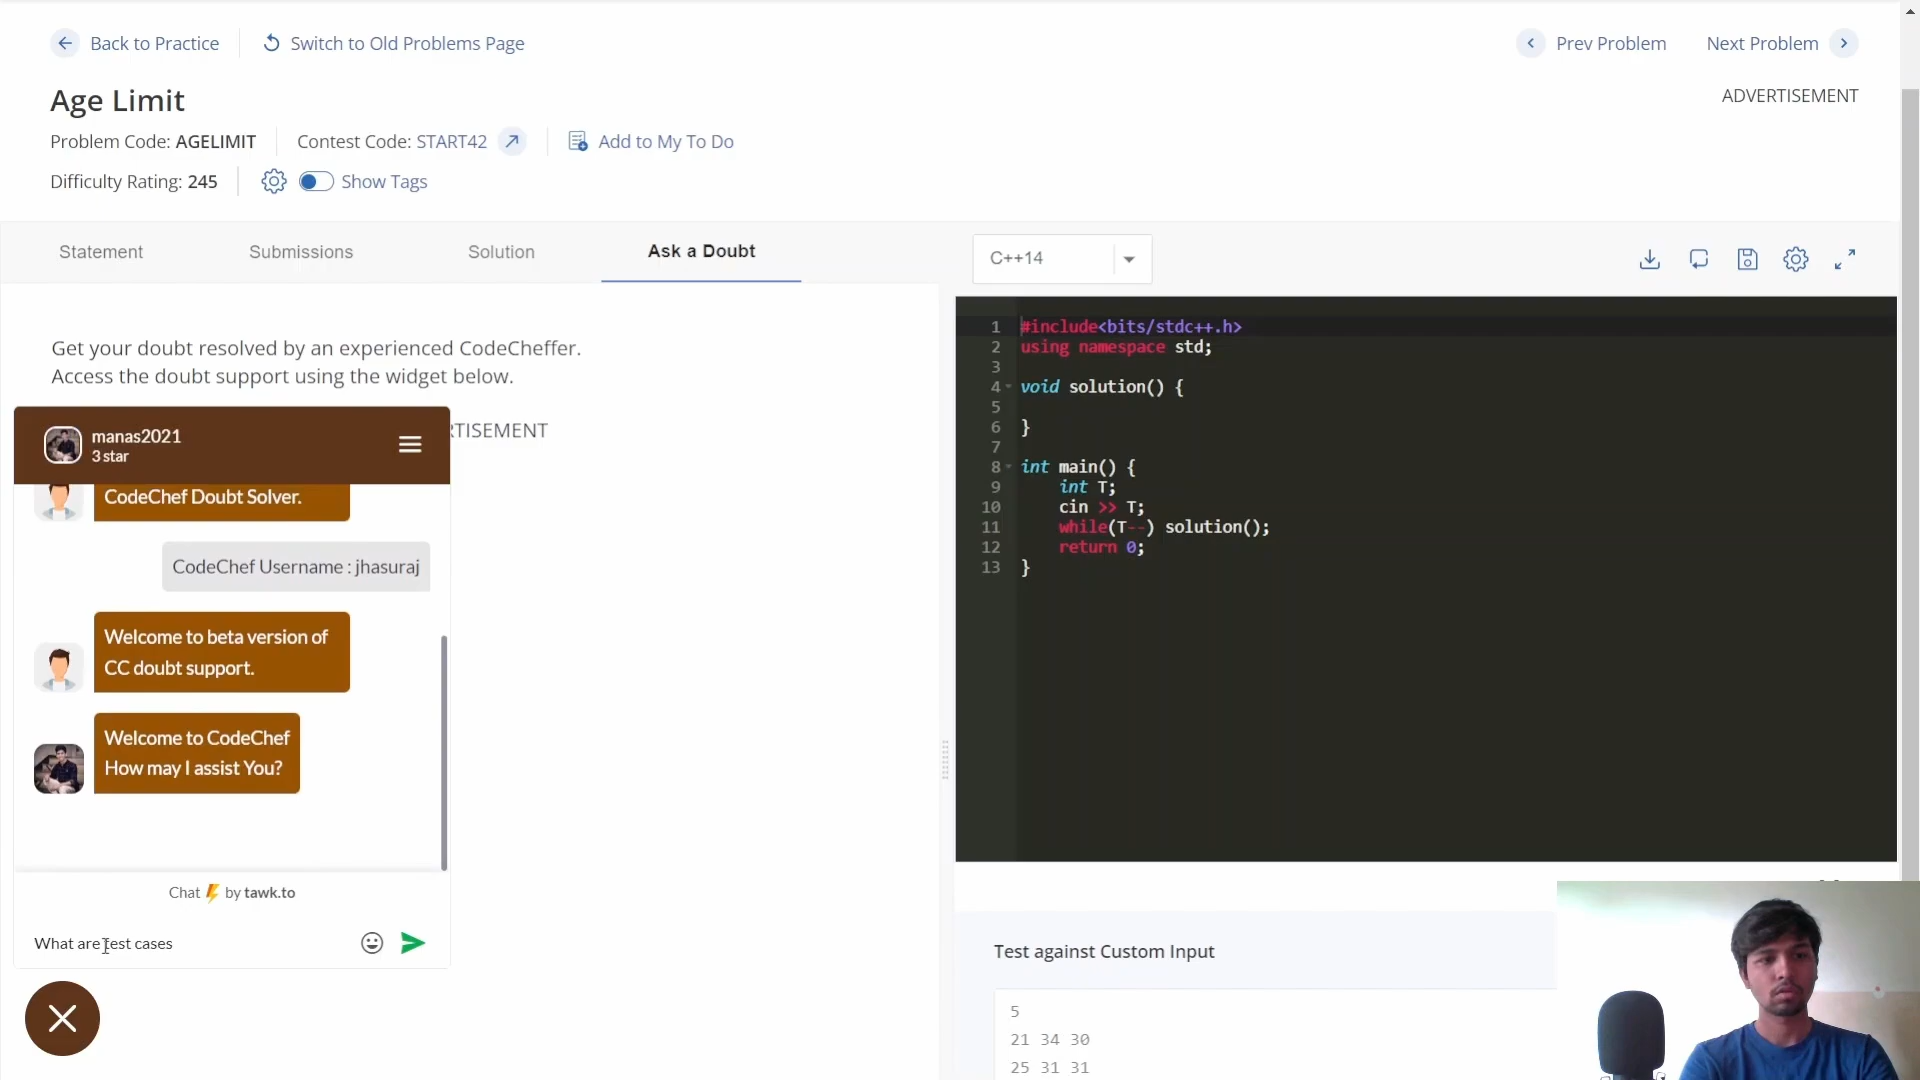 Back to Practice
Switch to Old Problems Page
Prev Problem
Next Problem
Age Limit
ADVERTISEMENT
Problem Code: AGELIMIT
Contest Code: START42
Add to My To Do
Difficulty Rating: 245
Show Tags
Statement
Submissions
Solution
Ask a Doubt
Get your doubt resolved by an experienced CodeCheffer.
Access the doubt support using the widget below.
RTISEMENT
manas2021
3 star
CodeChef Doubt Solver.
CodeChef Username : jhasuraj
Welcome to beta version of
CC doubt support.
Welcome to CodeChef
How may I assist You?
Chat by tawk.to
What are test cases
C++14
1 #include<bits/stdc++.h>
2 using namespace std;
3
4 void solution() {
5
6 }
7
8 int main() {
9 int T;
10 cin >> T;
11 while(T--) solution();
12 return 0;
13 }
Test against Custom Input
5
21 34 30
25 31 31